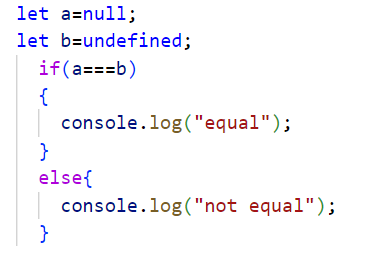 let a=null;
let b=undefined;
if(a===b)
{
console.log("equal");
}
else{
console.log("not equal");
}